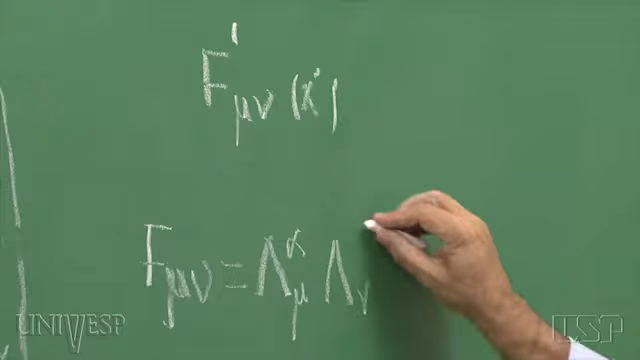 F'μν(x')
Fμν = Λ^α_μ Λ_ν
UNIVESP
USP